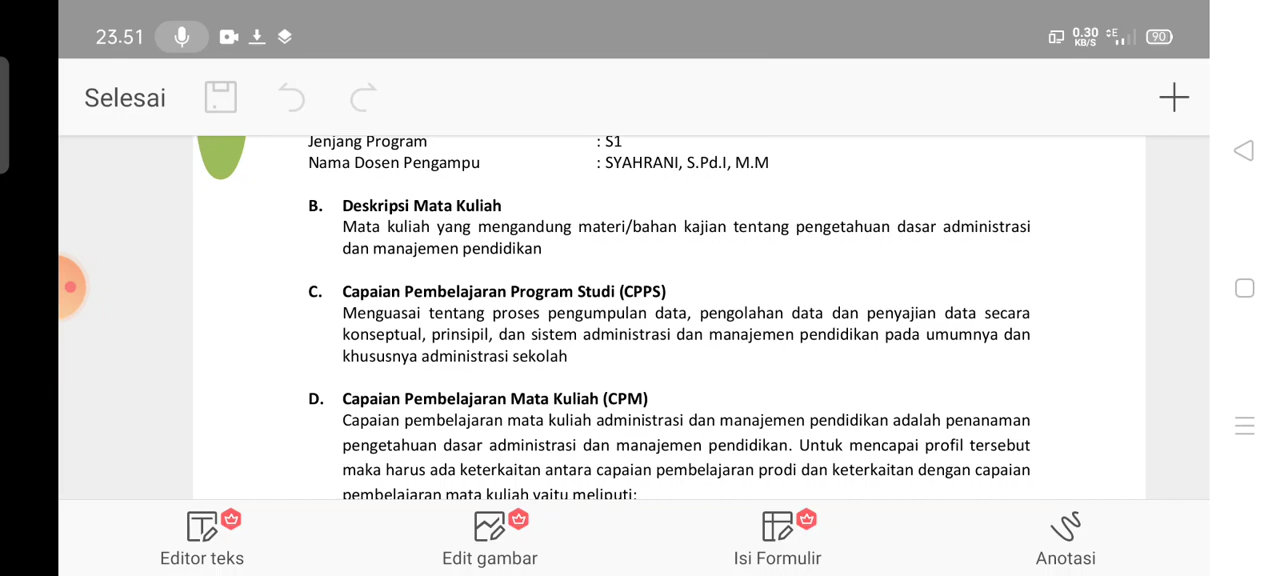 23.51
0.30
KB/S
E
90
Selesai
Jenjang Program : S1
Nama Dosen Pengampu : SYAHRANI, S.Pd.I, M.M
B. Deskripsi Mata Kuliah
Mata kuliah yang mengandung materi/bahan kajian tentang pengetahuan dasar administrasi
dan manajemen pendidikan
C. Capaian Pembelajaran Program Studi (CPPS)
Menguasai tentang proses pengumpulan data, pengolahan data dan penyajian data secara
konseptual, prinsipil, dan sistem administrasi dan manajemen pendidikan pada umumnya dan
khususnya administrasi sekolah
D. Capaian Pembelajaran Mata Kuliah (CPM)
Capaian pembelajaran mata kuliah administrasi dan manajemen pendidikan adalah penanaman
pengetahuan dasar administrasi dan manajemen pendidikan. Untuk mencapai profil tersebut
maka harus ada keterkaitan antara capaian pembelajaran prodi dan keterkaitan dengan capaian
pembelajaran mata kuliah yaitu meliputi:
Editor teks
Edit gambar
Isi Formulir
Anotasi